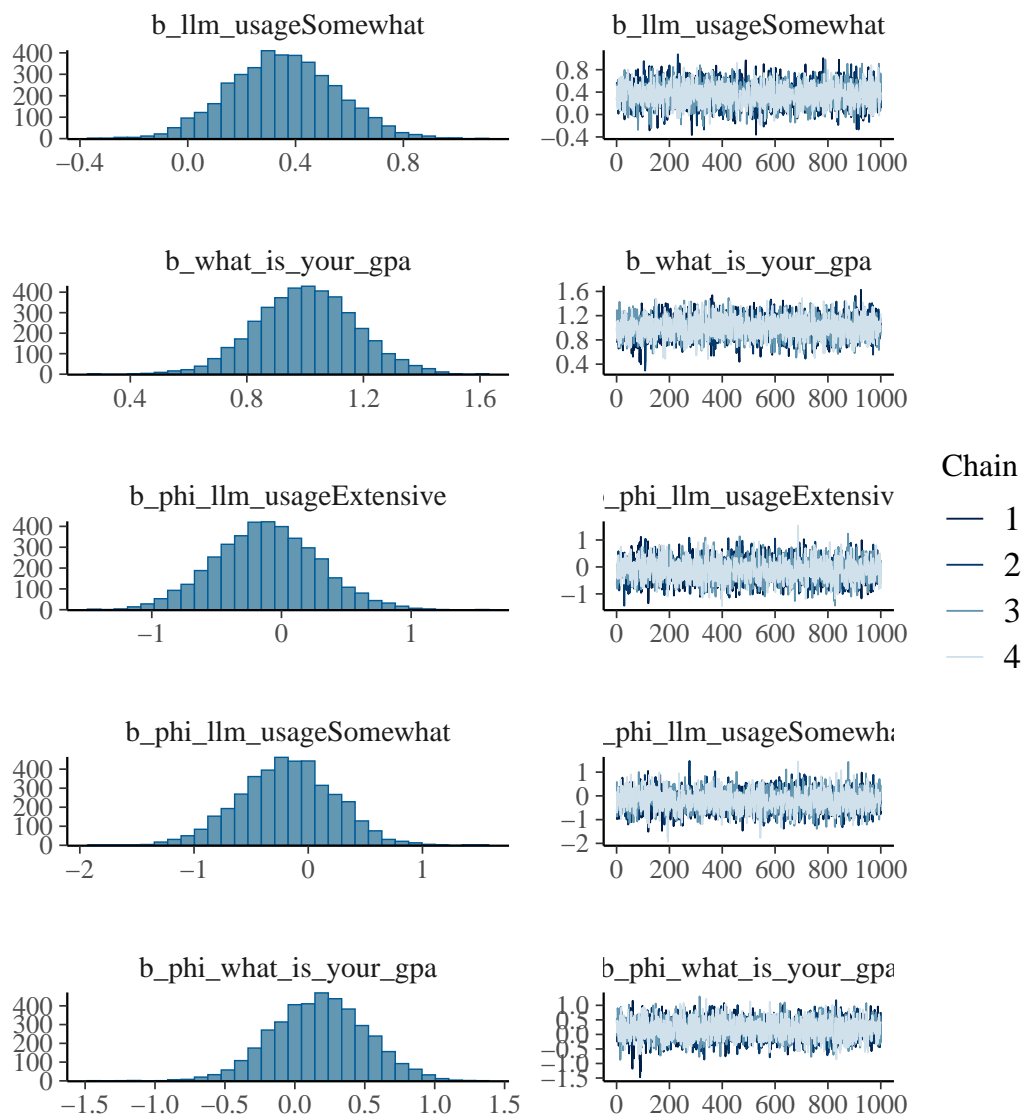 b_llm_usageSomewhat
400
300
200
100
0
−0.4 0.0 0.4 0.8
b_llm_usageSomewhat
0.8
0.4
0.0
−0.4
0 200 400 600 800 1000
b_what_is_your_gpa
400
300
200
100
0
0.4 0.8 1.2 1.6
b_what_is_your_gpa
1.6
1.2
0.8
0.4
0 200 400 600 800 1000
b_phi_llm_usageExtensive
400
300
200
100
0
−1 0 1
_phi_llm_usageExtensiv
1
0
−1
0 200 400 600 800 1000
b_phi_llm_usageSomewhat
400
300
200
100
0
−2 −1 0 1
_phi_llm_usageSomewha
1
0
−1
−2
0 200 400 600 800 1000
b_phi_what_is_your_gpa
400
300
200
100
0
−1.5 −1.0 −0.5 0.0 0.5 1.0 1.5
b_phi_what_is_your_gpa
1.0
0.5
0.0
−0.5
−1.0
−1.5
0 200 400 600 800 1000
Chain
1
2
3
4